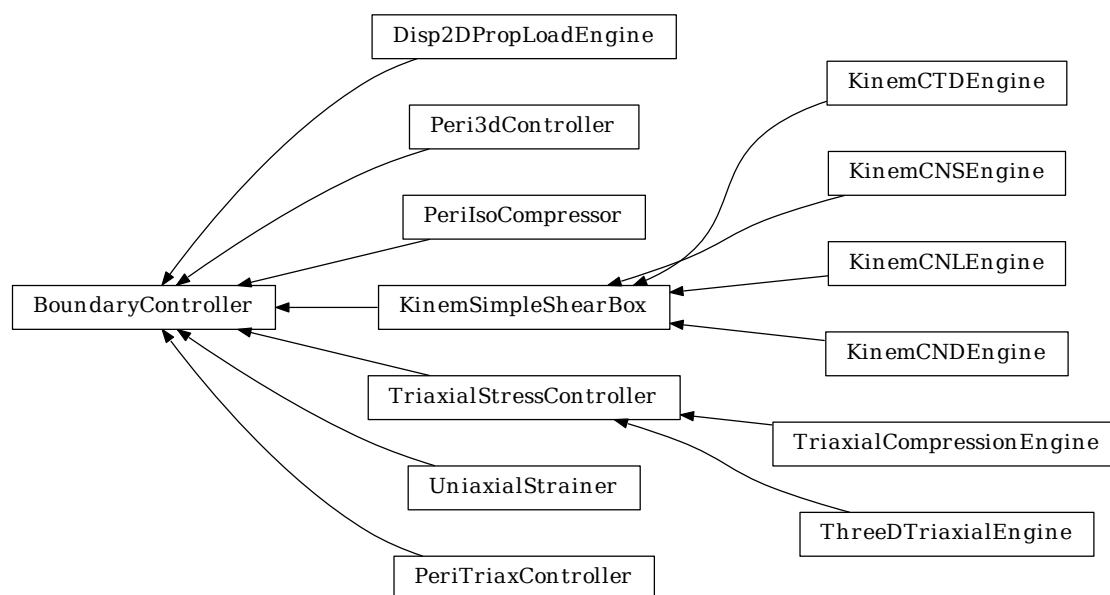 Disp2DPropLoadEngine
KinemCTDEngine
Peri3dController
KinemCNSEngine
PeriIsoCompressor
KinemCNLEngine
BoundaryController
KinemSimpleShearBox
KinemCNDEngine
TriaxialStressController
TriaxialCompressionEngine
UniaxialStrainer
ThreeDTriaxialEngine
PeriTriaxController